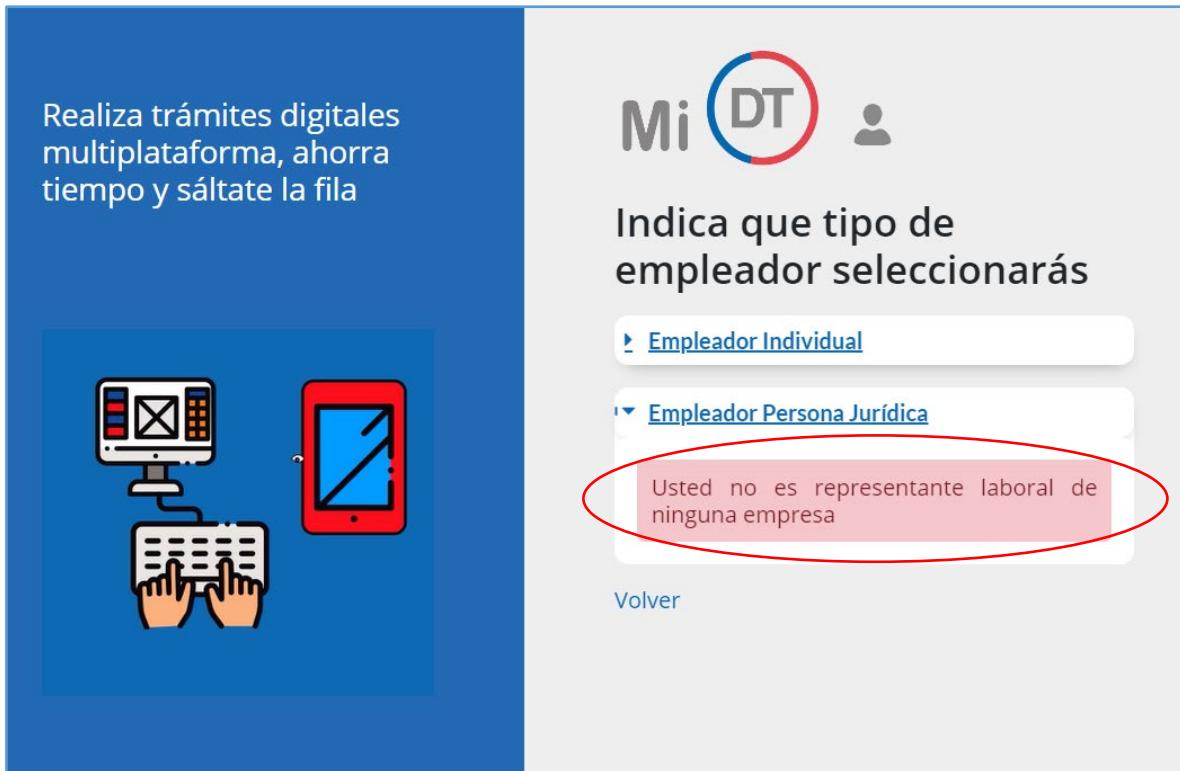 Realiza trámites digitales
multiplataforma, ahorra
tiempo y sáltate la fila
Mi DT
Indica que tipo de
empleador seleccionarás
Empleador Individual
Empleador Persona Jurídica
Usted no es representante laboral de
ninguna empresa
Volver